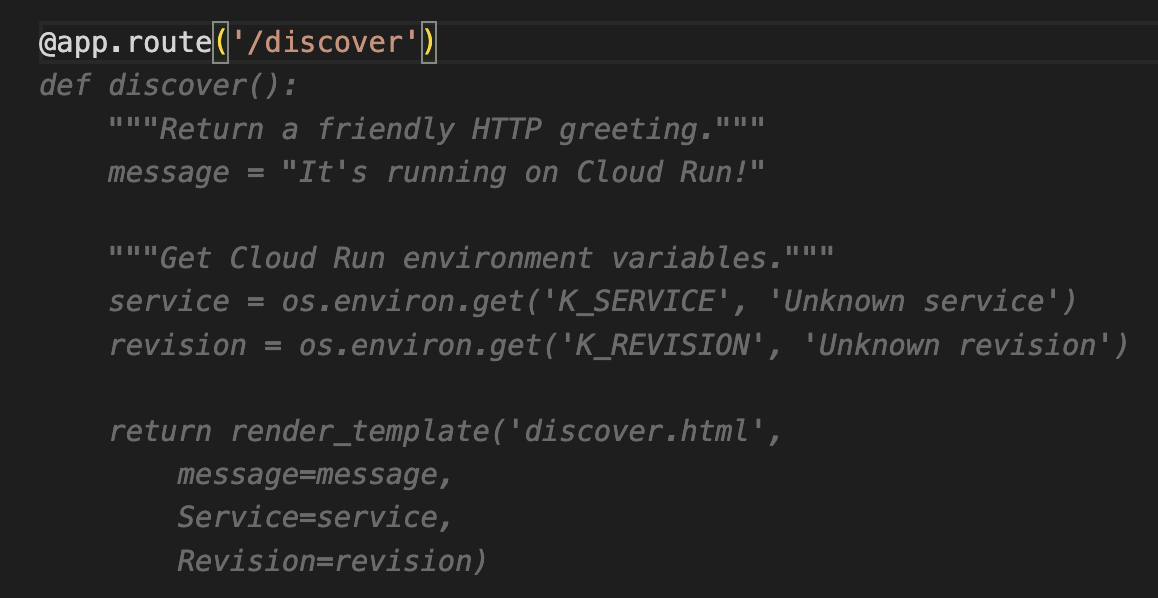 @app.route('/discover')
def discover():
    """Return a friendly HTTP greeting."""
    message = "It's running on Cloud Run!"

    """Get Cloud Run environment variables."""
    service = os.environ.get('K_SERVICE', 'Unknown service')
    revision = os.environ.get('K_REVISION', 'Unknown revision')

    return render_template('discover.html',
        message=message,
        Service=service,
        Revision=revision)